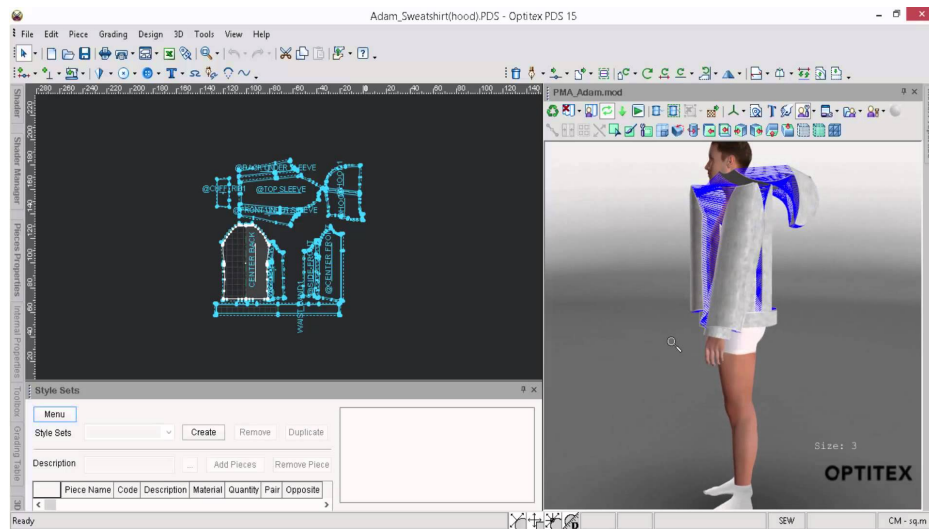 Adam_Sweatshirt(hood).PDS - Optitex PDS 15
File Edit Piece Grading Design 3D Tools View Help
PMA_Adam.mod
Shader
Shader Manager
Pieces Properties
Internal Properties
Toolbox
Grading Table
3D
@BACK UNDER SLEEVE
@TOP SLEEVE
@FRONT UNDER SLEEVE
CENTER BACK
@CENTER FRO
WAISTBAND1
Style Sets
Menu
Style Sets Create Remove Duplicate
Description ... Add Pieces Remove Piece
Piece Name Code Description Material Quantity Pair Opposite
Size: 3
OPTITEX
Ready SEW CM - sq.m